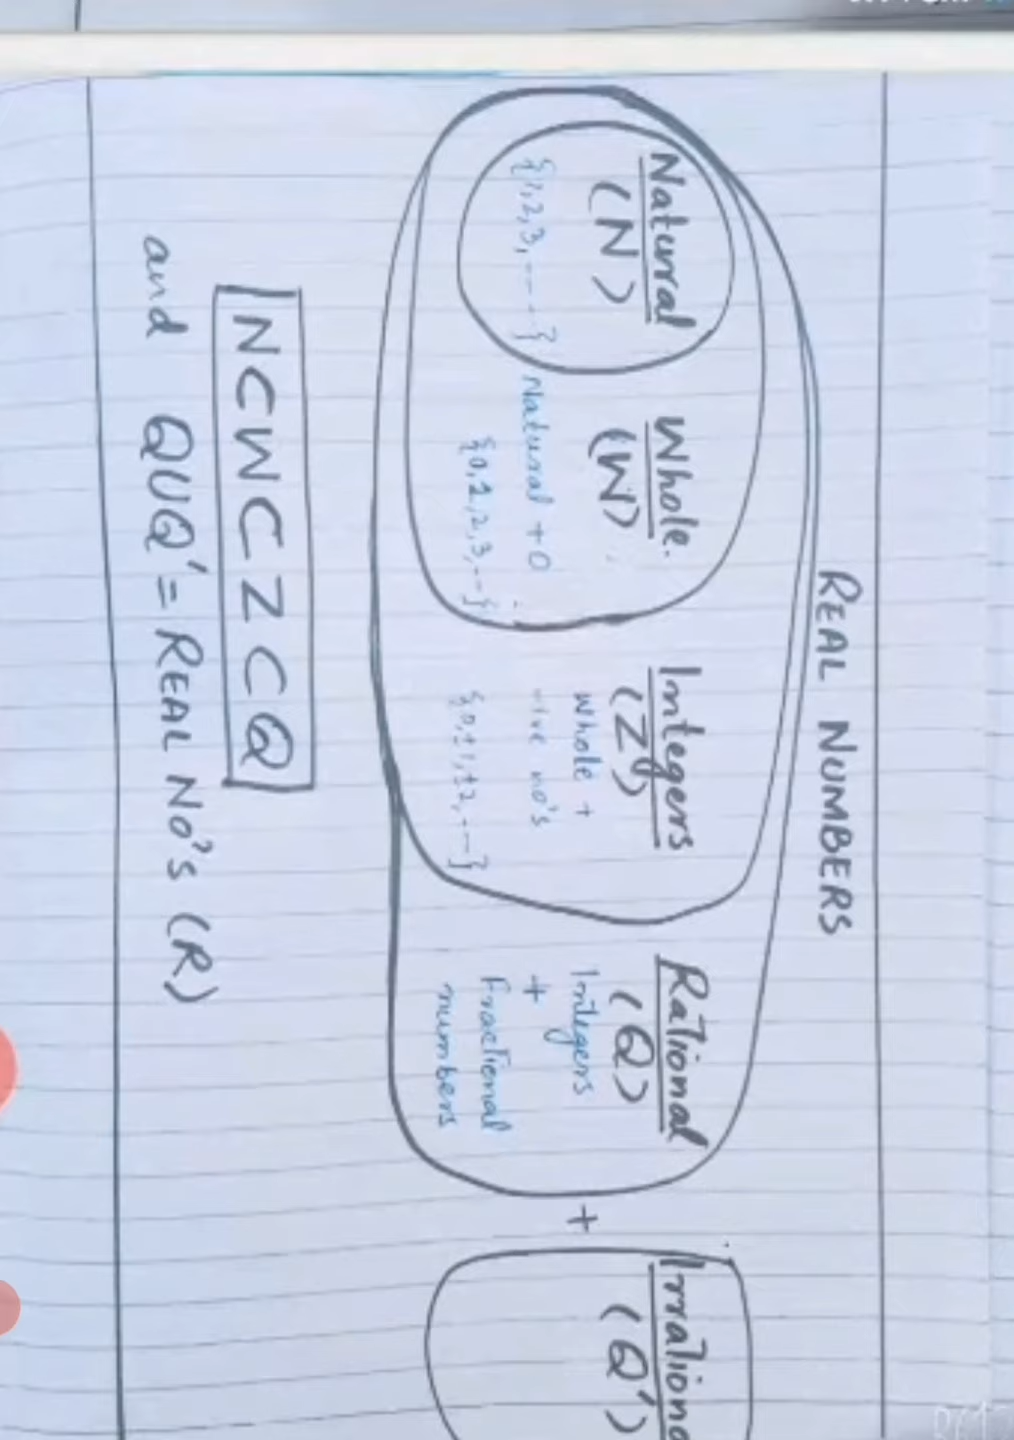 REAL NUMBERS
Natural
(N)
{1,2,3,----}
Whole.
(W)
Natural +0
{0,1,2,3,--}
Integers
(Z)
Whole +
-ive no's
{0,±1,±2,---}
Rational
(Q)
Integers
+
Fractional
numbers
+
(Q')
N⊂W⊂Z⊂Q
and Q∪Q'= REAL No's (R)